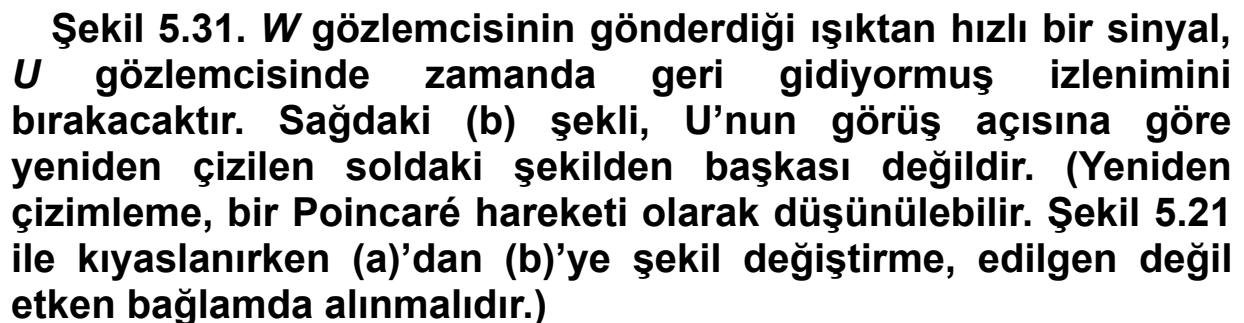 Şekil 5.31. W gözlemcisinin gönderdiği ışıktan hızlı bir sinyal,
U gözlemcisinde zamanda geri gidiyormuş izlenimini
bırakacaktır. Sağdaki (b) şekli, U’nun görüş açısına göre
yeniden çizilen soldaki şekilden başkası değildir. (Yeniden
çizimleme, bir Poincaré hareketi olarak düşünülebilir. Şekil 5.21
ile kıyaslanırken (a)’dan (b)’ye şekil değiştirme, edilgen değil
etken bağlamda alınmalıdır.)